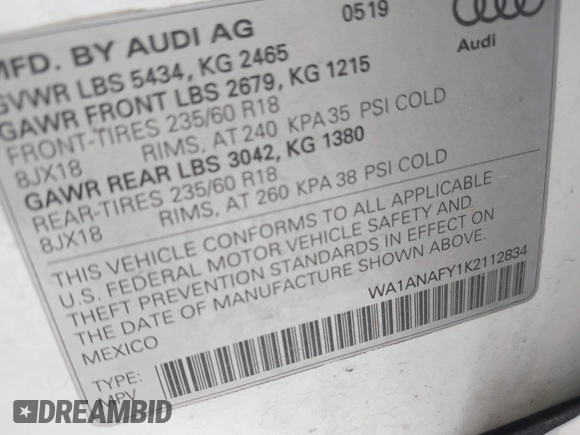 MFD. BY AUDI AG 0519
GVWR LBS 5434, KG 2465 Audi
GAWR FRONT LBS 2679, KG 1215
FRONT-TIRES 235/60 R18
8JX18 RIMS, AT 240 KPA 35 PSI COLD
GAWR REAR LBS 3042, KG 1380
REAR-TIRES 235/60 R18
8JX18 RIMS, AT 260 KPA 38 PSI COLD
THIS VEHICLE CONFORMS TO ALL APPLICABLE
U.S. FEDERAL MOTOR VEHICLE SAFETY AND
THEFT PREVENTION STANDARDS IN EFFECT ON
THE DATE OF MANUFACTURE SHOWN ABOVE.
MEXICO WA1ANAFY1K2112834
TYPE:
MPV
DREAMBID